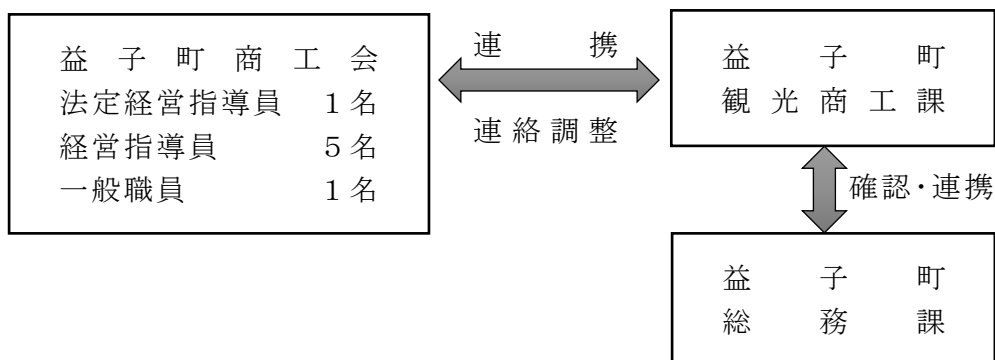 益子町商工会
法定経営指導員 1名
経営指導員 5名
一般職員 1名
連携
連絡調整
益子町
観光商工課
確認・連携
益子町
総務課